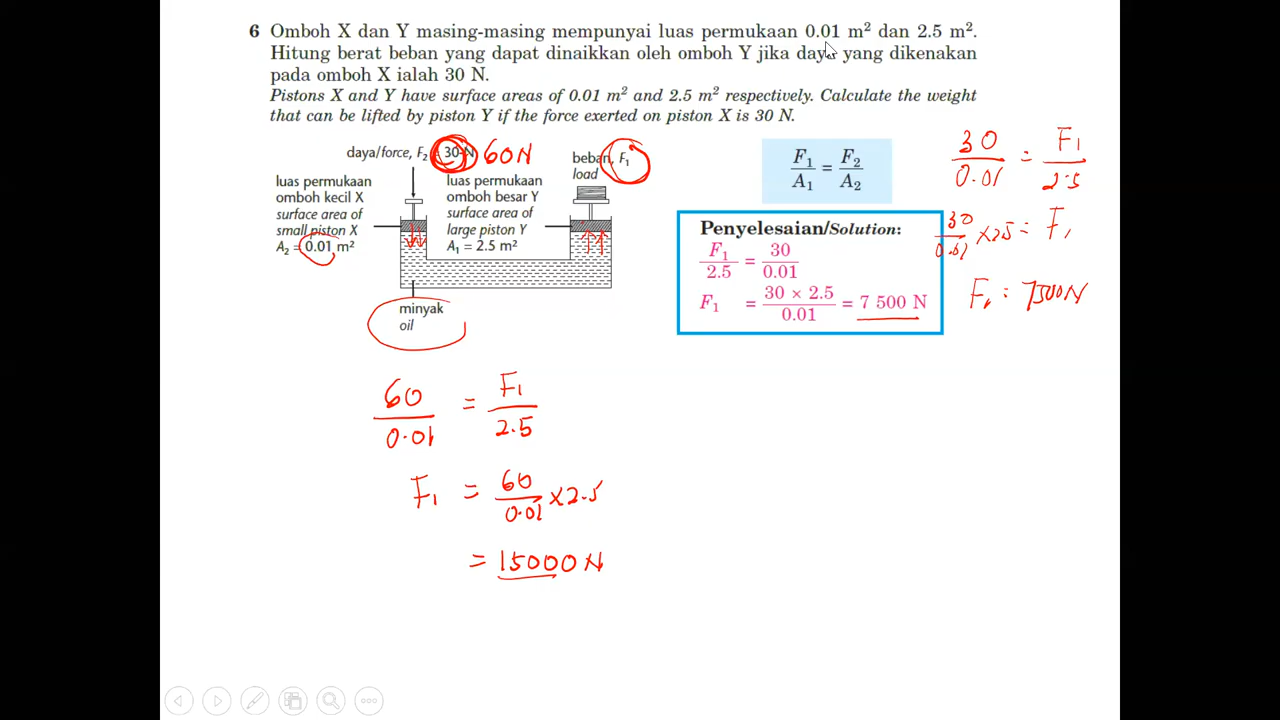 6 Omboh X dan Y masing-masing mempunyai luas permukaan 0.01 m² dan 2.5 m².
Hitung berat beban yang dapat dinaikkan oleh omboh Y jika daya yang dikenakan
pada omboh X ialah 30 N.
Pistons X and Y have surface areas of 0.01 m² and 2.5 m² respectively. Calculate the weight
that can be lifted by piston Y if the force exerted on piston X is 30 N.
daya/force, F₂ = 30 N 60N
luas permukaan
omboh kecil X
surface area of
small piston X
A₂ = 0.01 m²
luas permukaan
omboh besar Y
surface area of
large piston Y
A₁ = 2.5 m²
beban, F₁
load
minyak
oil
F₁/A₁ = F₂/A₂
Penyelesaian/Solution:
F₁/2.5 = 30/0.01
F₁ = 30 × 2.5/0.01 = 7 500 N
30/0.01 = F₁/2.5
30/0.01 × 2.5 = F₁
F₁ = 7500N
60/0.01 = F₁/2.5
F₁ = 60/0.01 × 2.5
= 15000 N